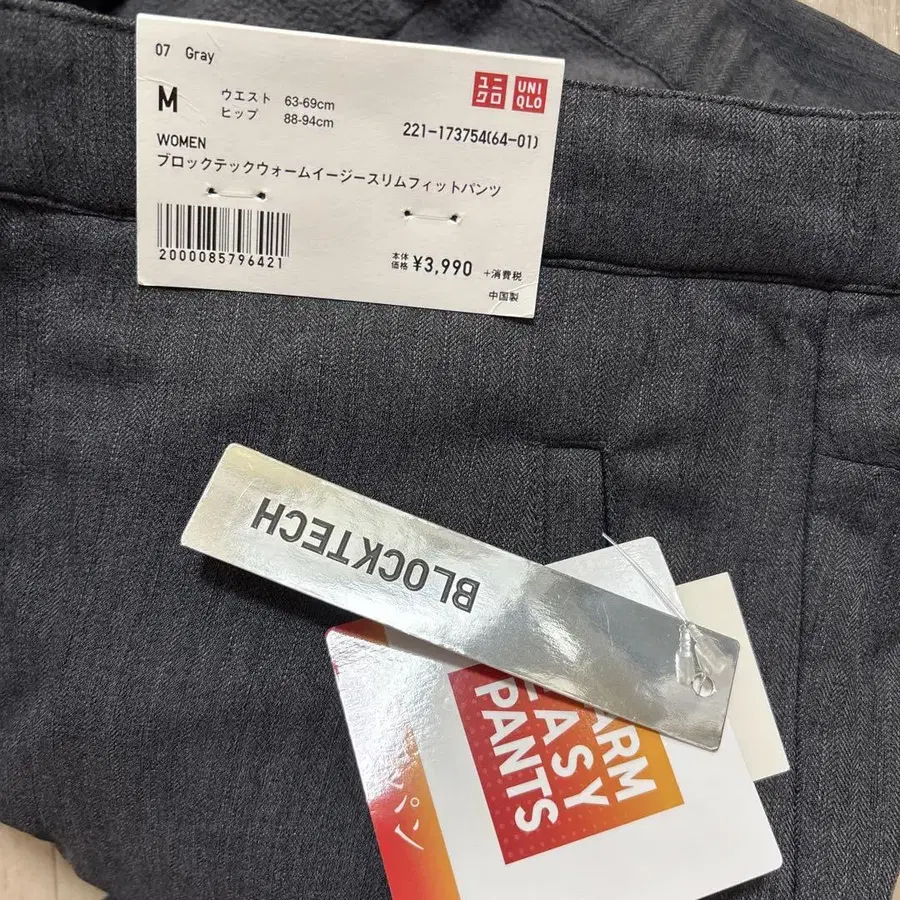 07 Gray
M
ウエスト 63-69cm
ヒップ 88-94cm
ユニクロ
UNIQLO
221-173754(64-01)
WOMEN
ブロックテックウォームイージースリムフィットパンツ
2000085796421
本体価格 ¥3,990 +消費税
中国製
BLOCKTECH
EASY
PANTS
パン